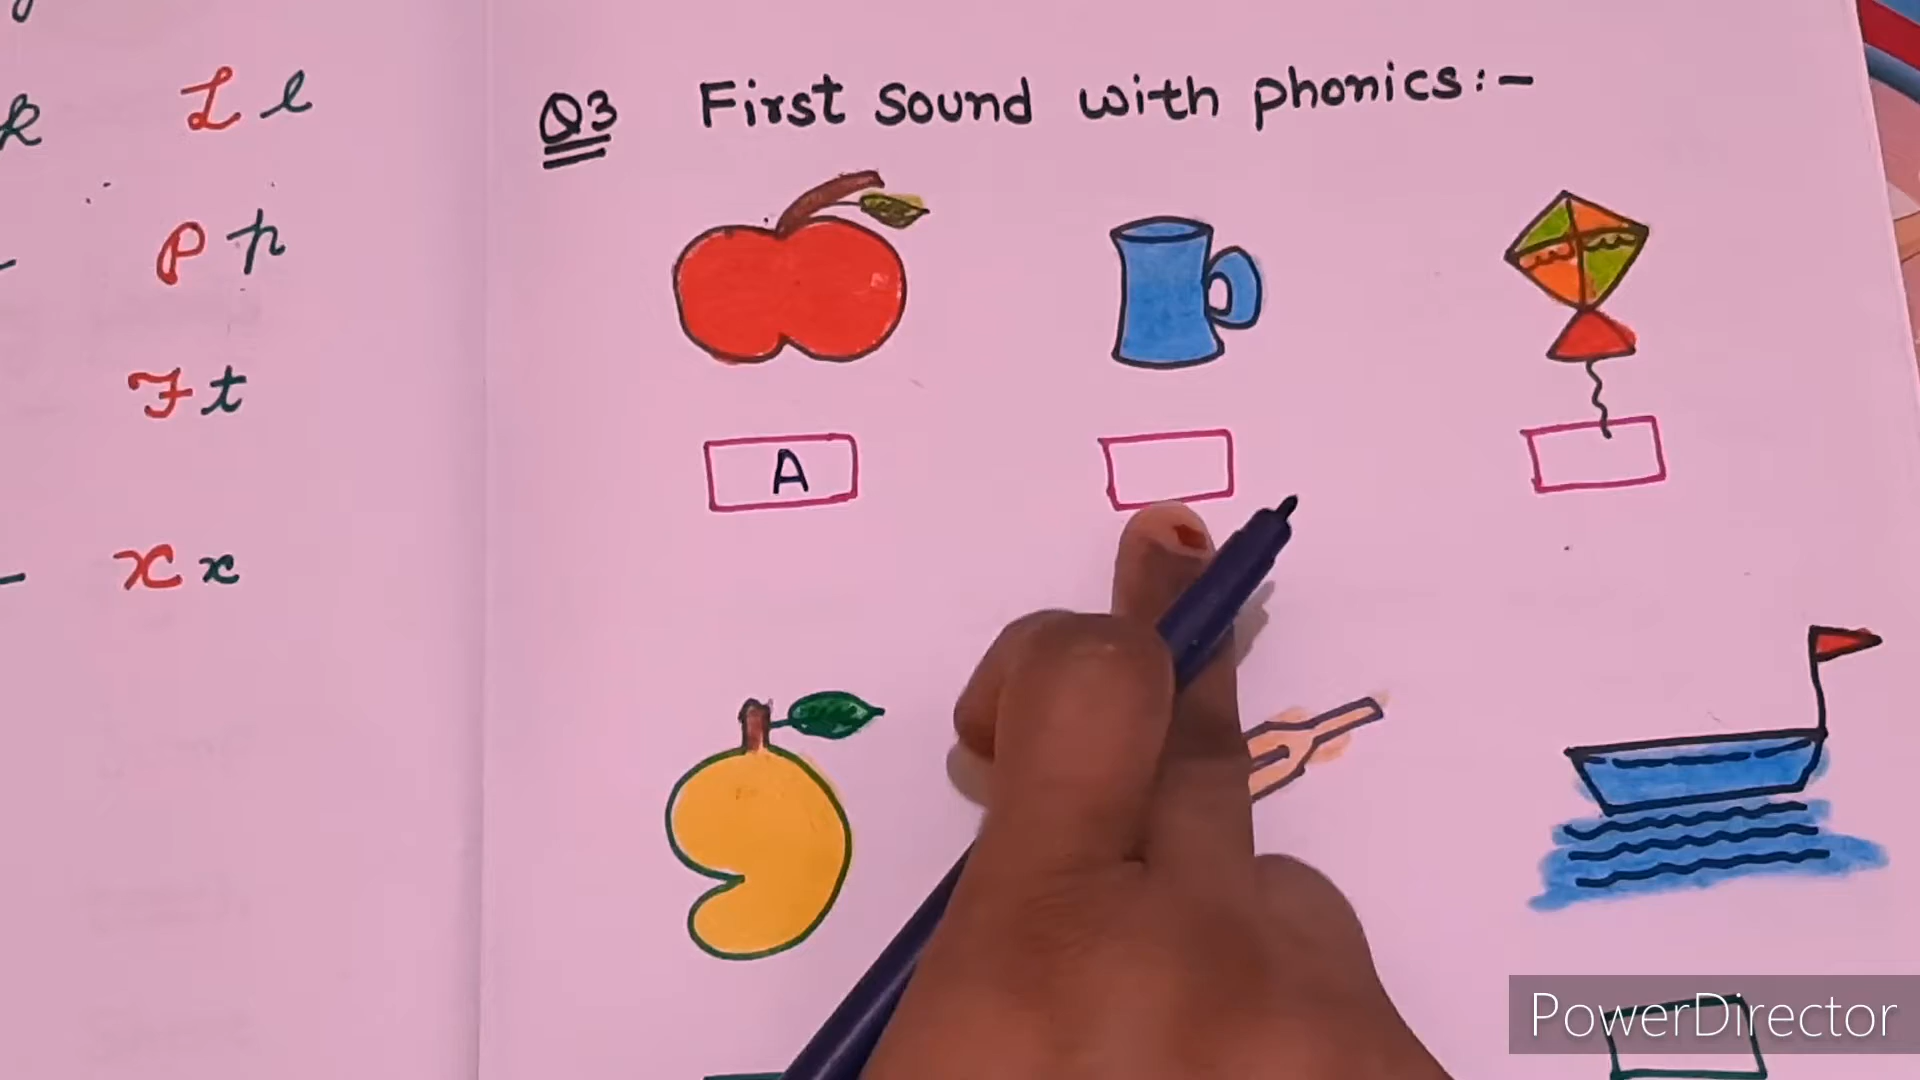 k L l
Q3 First Sound with phonics:-
P p
T t
A
X x
PowerDirector